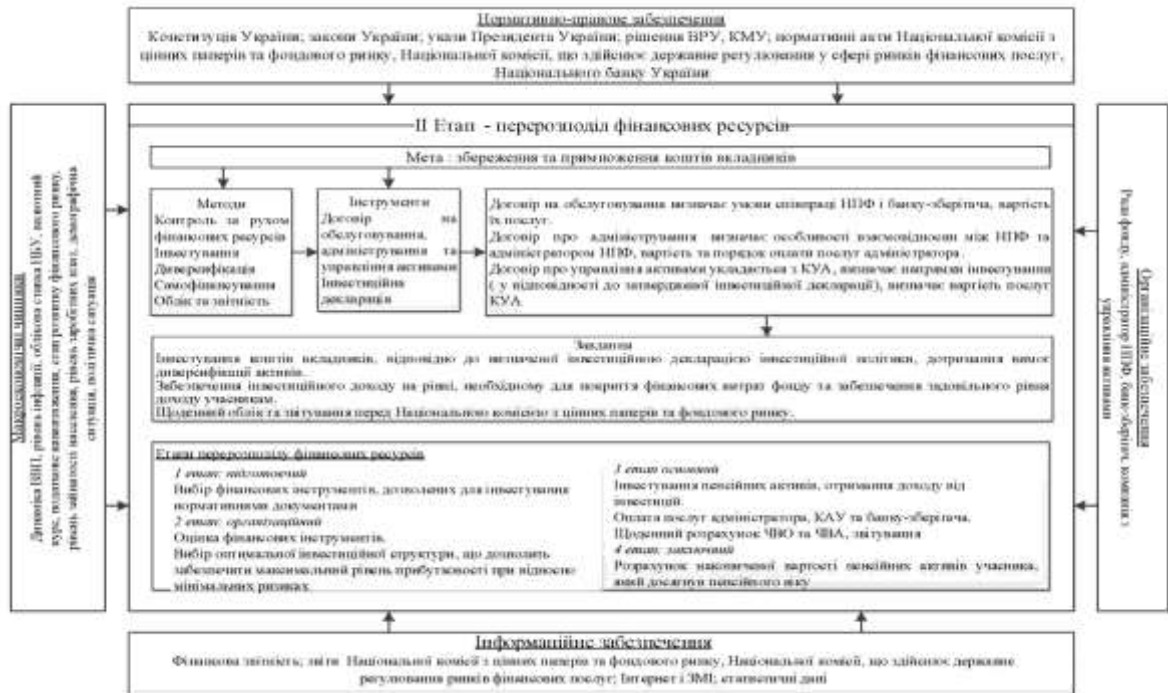 Нормативно-правове забезпечення
Конституція України; закони України; укази Президента України; рішення ВРУ, КМУ; нормативні акти Національної комісії з
цінних паперів та фондового ринку, Національної комісії, що здійснює державне регулювання у сфері ринків фінансових послуг,
Національного банку України
Макроекономічні чинники
Динаміка ВВП, рівень інфляції, облікова ставка НБУ, валютний
курс, податкове навантаження, стан розвитку фінансового ринку,
рівень зайнятості населення, рівень заробітних плат, демографічна
ситуація, політична ситуація
ІІ Етап - перерозподіл фінансових ресурсів
Мета : збереження та примноження коштів вкладників
Методи
Контроль за рухом
фінансових ресурсів
Інвестування
Диверсифікація
Самофінансування
Облік та звітність
Інструменти
Договір на
обслуговування,
адміністрування та
управління активами
Інвестиційна
декларація
Договір на обслуговування визначає умови співпраці НПФ і банку-зберігача, вартість
їх послуг.
Договір про адміністрування визначає особливості взаємовідносин між НПФ та
адміністратором НПФ, вартість та порядок оплати послуг адміністратора .
Договір про управління активами укладається з КУА, визначає напрямки інвестування
( у відповідності до затвердженої інвестиційної декларації), визначає вартість послуг
КУА
Завдання
Інвестування коштів вкладників, відповідно до визначеної інвестиційною декларацією інвестиційної політики, дотримання вимог
диверсифікації активів.
Забезпечення інвестиційного доходу на рівні, необхідному для покриття фінансових витрат фонду та забезпечення задовільного рівня
доходу учасникам.
Щоденний облік та звітування перед Національною комісією з цінних паперів та фондового ринку.
Етапи перерозподілу фінансових ресурсів
1 етап: підготовчий
Вибір фінансових інструментів, дозволених для інвестування
нормативними документами
2 етап: організаційний
Оцінка фінансових інструментів.
Вибір оптимальної інвестиційної структури, що дозволить
забезпечити максимальний рівень прибутковості при відносно
мінімальних ризиках
3 етап основний
Інвестування пенсійних активів, отримання доходу від
інвестицій
Оплата послуг адміністратора, КАУ та банку-зберігача.
Щоденний розрахунок ЧВО та ЧВА, звітування
4 етап: заключний
Розрахунок накопиченої вартості пенсійних активів учасника,
який досягнув пенсійного віку
Організаційне забезпечення
Рада фонду, адміністратор НПФ, банк-зберігач, компанія з
управління активами
Інформаційне забезпечення
Фінансова звітність; звіти Національної комісії з цінних паперів та фондового ринку, Національної комісії, що здійснює державне
регулювання ринків фінансових послуг; Інтернет і ЗМІ; статистичні дані